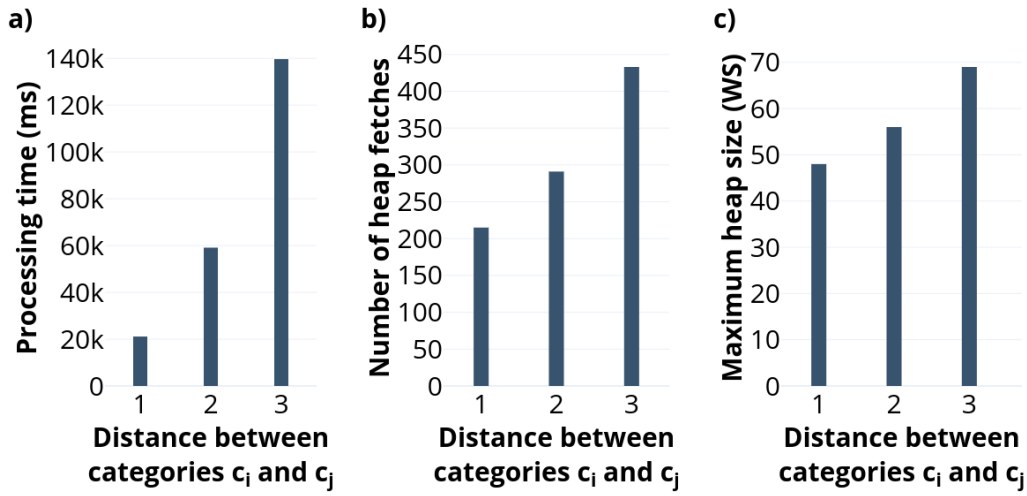 a)
Processing time (ms)
140k
120k
100k
80k
60k
40k
20k
0
1 2 3
Distance between
categories cᵢ and cⱼ
b)
Number of heap fetches
450
400
350
300
250
200
150
100
50
0
1 2 3
Distance between
categories cᵢ and cⱼ
c)
Maximum heap size (WS)
70
60
50
40
30
20
10
0
1 2 3
Distance between
categories cᵢ and cⱼ